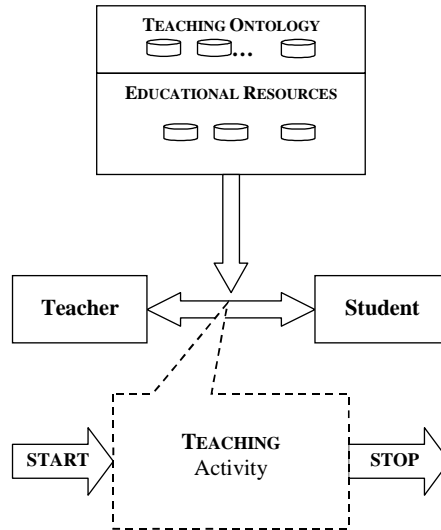 TEACHING ONTOLOGY
...
EDUCATIONAL RESOURCES
Teacher
Student
START
TEACHING
Activity
STOP